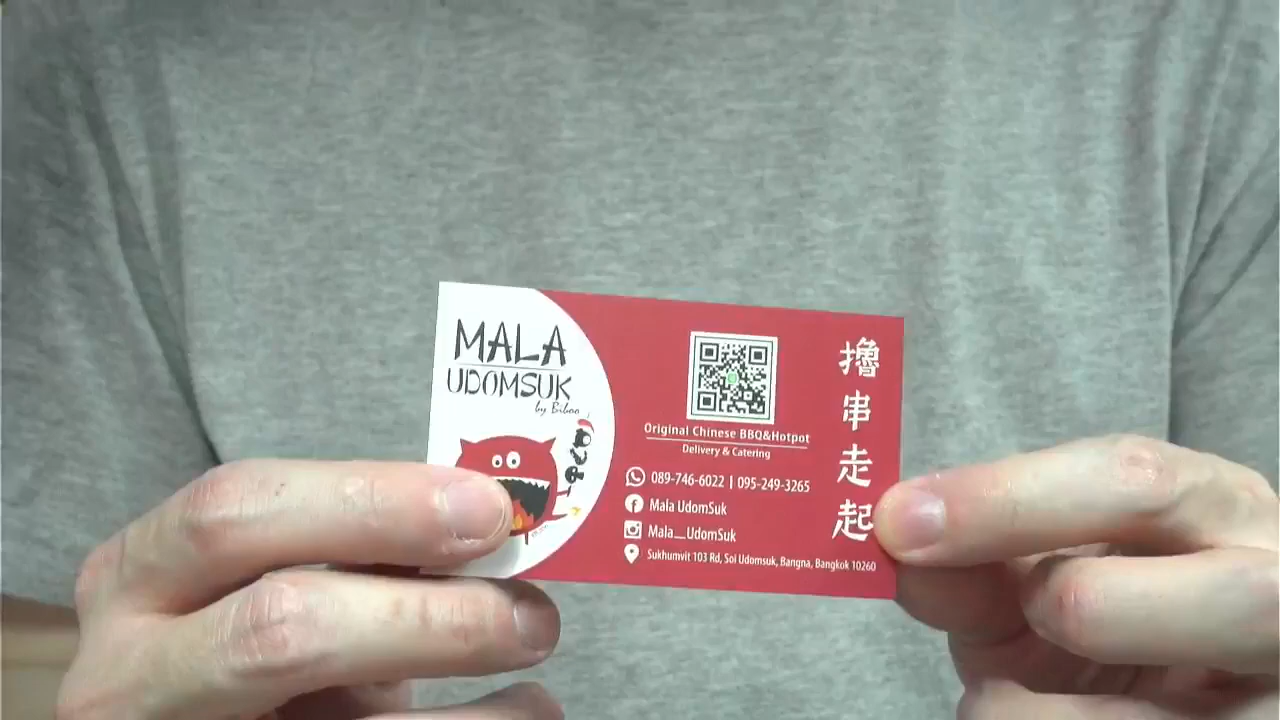 MALA
UDOMSUK
by Biboo
Original Chinese BBQ&Hotpot
Delivery & Catering
089-746-6022 | 095-249-3265
Mala UdomSuk
Mala__UdomSuk
Sukhumvit 103 Rd, Soi Udomsuk, Bangna, Bangkok 10260
撸串走起